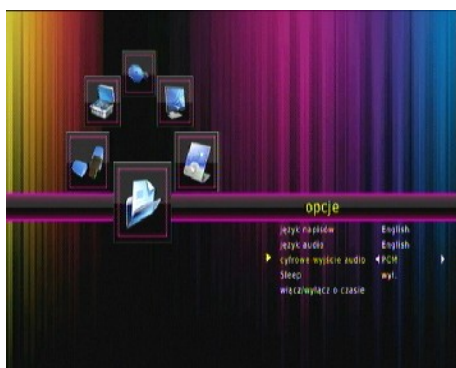 opcje
język napisów English
język audio English
cyfrowe wyjście audio PCM
Sleep wył.
włącz/wyłącz o czasie